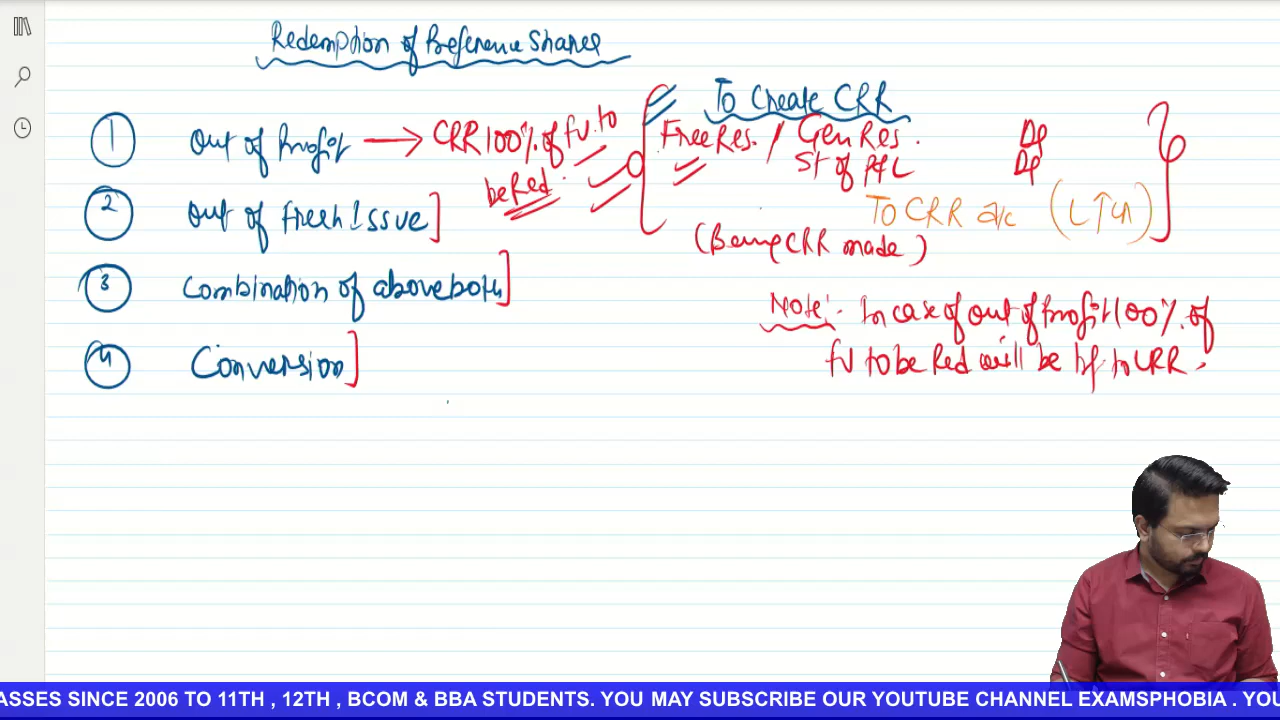 Redemption of Preference Shares
1 Out of Profit → CRR 100% of FV. to be Red.
2 Out of Fresh Issue]
3 Combination of above both]
4 Conversion]
To Create CRR
Free Res. / Gen Res. Dr
St of P&L Dr
To CRR a/c (L↑4)
(Being CRR made)
Note:- In case of out of Profit 100% of
FV to be Red will be tf. to CRR.
ASSES SINCE 2006 TO 11TH , 12TH , BCOM & BBA STUDENTS. YOU MAY SUBSCRIBE OUR YOUTUBE CHANNEL EXAMSPHOBIA . YOU